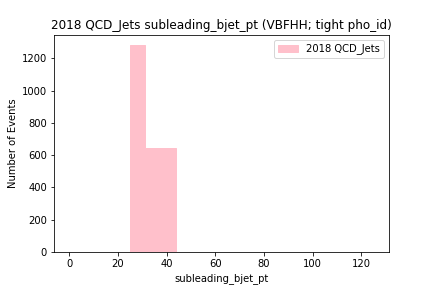 2018 QCD_Jets subleading_bjet_pt (VBFHH; tight pho_id)
2018 QCD_Jets
Number of Events
1200
1000
800
600
400
200
0
0 20 40 60 80 100 120
subleading_bjet_pt